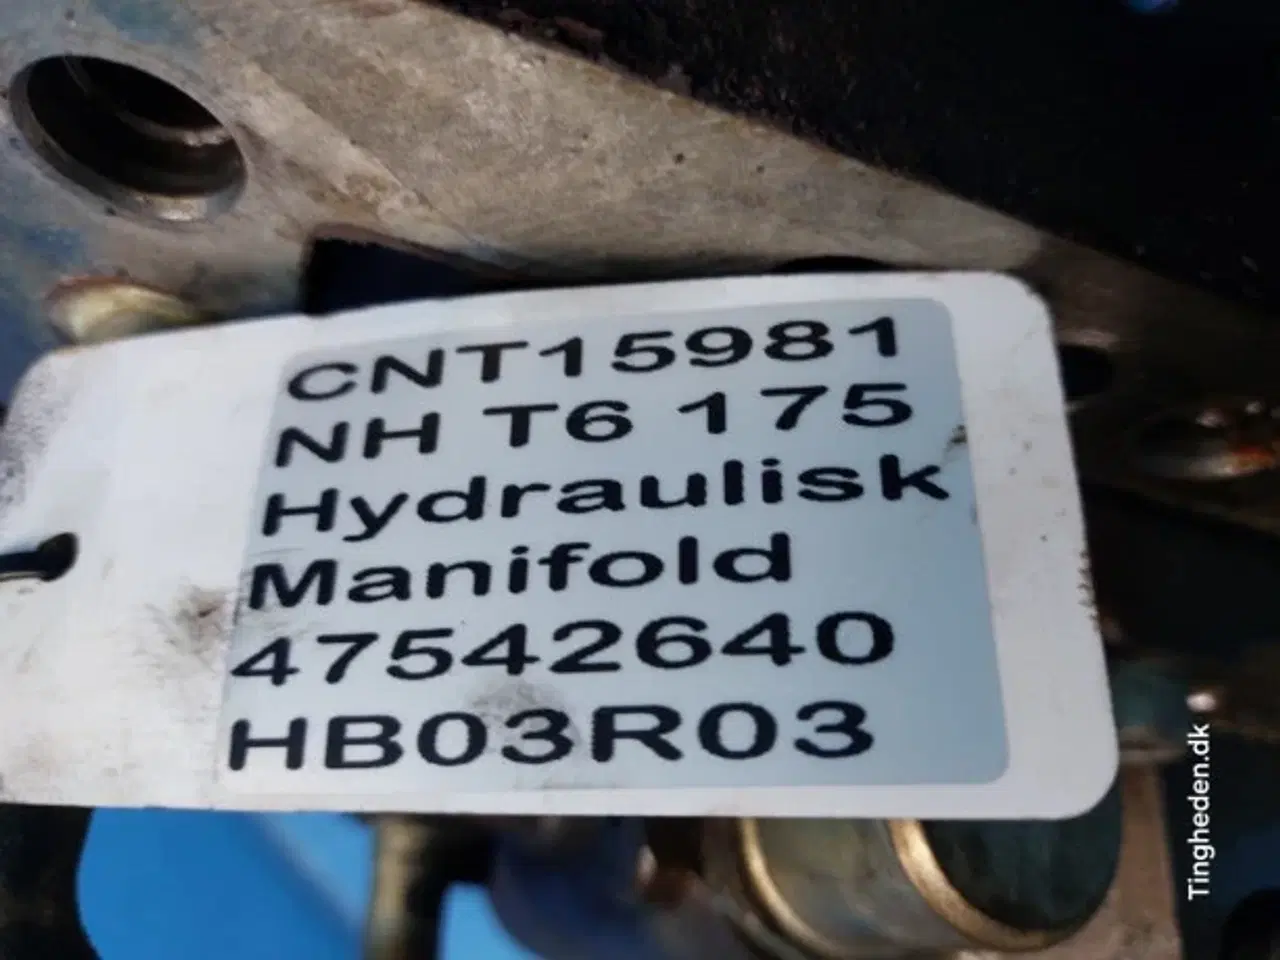 CNT15981
NH T6 175
Hydraulisk
Manifold
47542640
HB03R03
Tingheden.dk